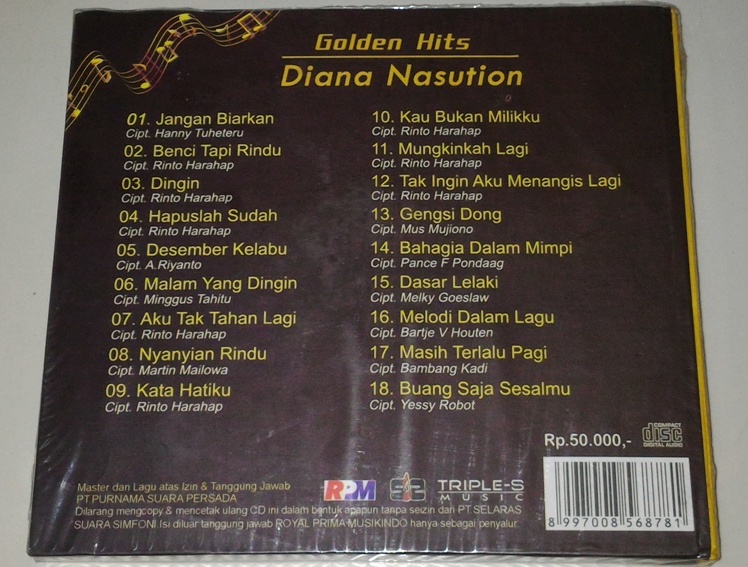 Golden Hits
Diana Nasution
01. Jangan Biarkan
Cipt. Hanny Tuheteru
02. Benci Tapi Rindu
Cipt. Rinto Harahap
03. Dingin
Cipt. Rinto Harahap
04. Hapuslah Sudah
Cipt. Rinto Harahap
05. Desember Kelabu
Cipt. A.Riyanto
06. Malam Yang Dingin
Cipt. Minggus Tahitu
07. Aku Tak Tahan Lagi
Cipt. Rinto Harahap
08. Nyanyian Rindu
Cipt. Martin Mailowa
09. Kata Hatiku
Cipt. Rinto Harahap
10. Kau Bukan Milikku
Cipt. Rinto Harahap
11. Mungkinkah Lagi
Cipt. Rinto Harahap
12. Tak Ingin Aku Menangis Lagi
Cipt. Rinto Harahap
13. Gengsi Dong
Cipt. Mus Mujiono
14. Bahagia Dalam Mimpi
Cipt. Pance F Pondaag
15. Dasar Lelaki
Cipt. Melky Goeslaw
16. Melodi Dalam Lagu
Cipt. Bartje V Houten
17. Masih Terlalu Pagi
Cipt. Bambang Kadi
18. Buang Saja Sesalmu
Cipt. Yessy Robot
Rp.50.000,-
COMPACT
disc
DIGITAL AUDIO
Master dan Lagu atas Izin & Tanggung Jawab
PT PURNAMA SUARA PERSADA
RPM
TRIPLE-S
MUSIC
Dilarang mengcopy & mencetak ulang CD ini dalam bentuk apapun tanpa seizin dari PT SELARAS
SUARA SIMFONI Isi diluar tanggung jawab ROYAL PRIMA MUSIKINDO hanya sebagai penyalur
8 997008 568781